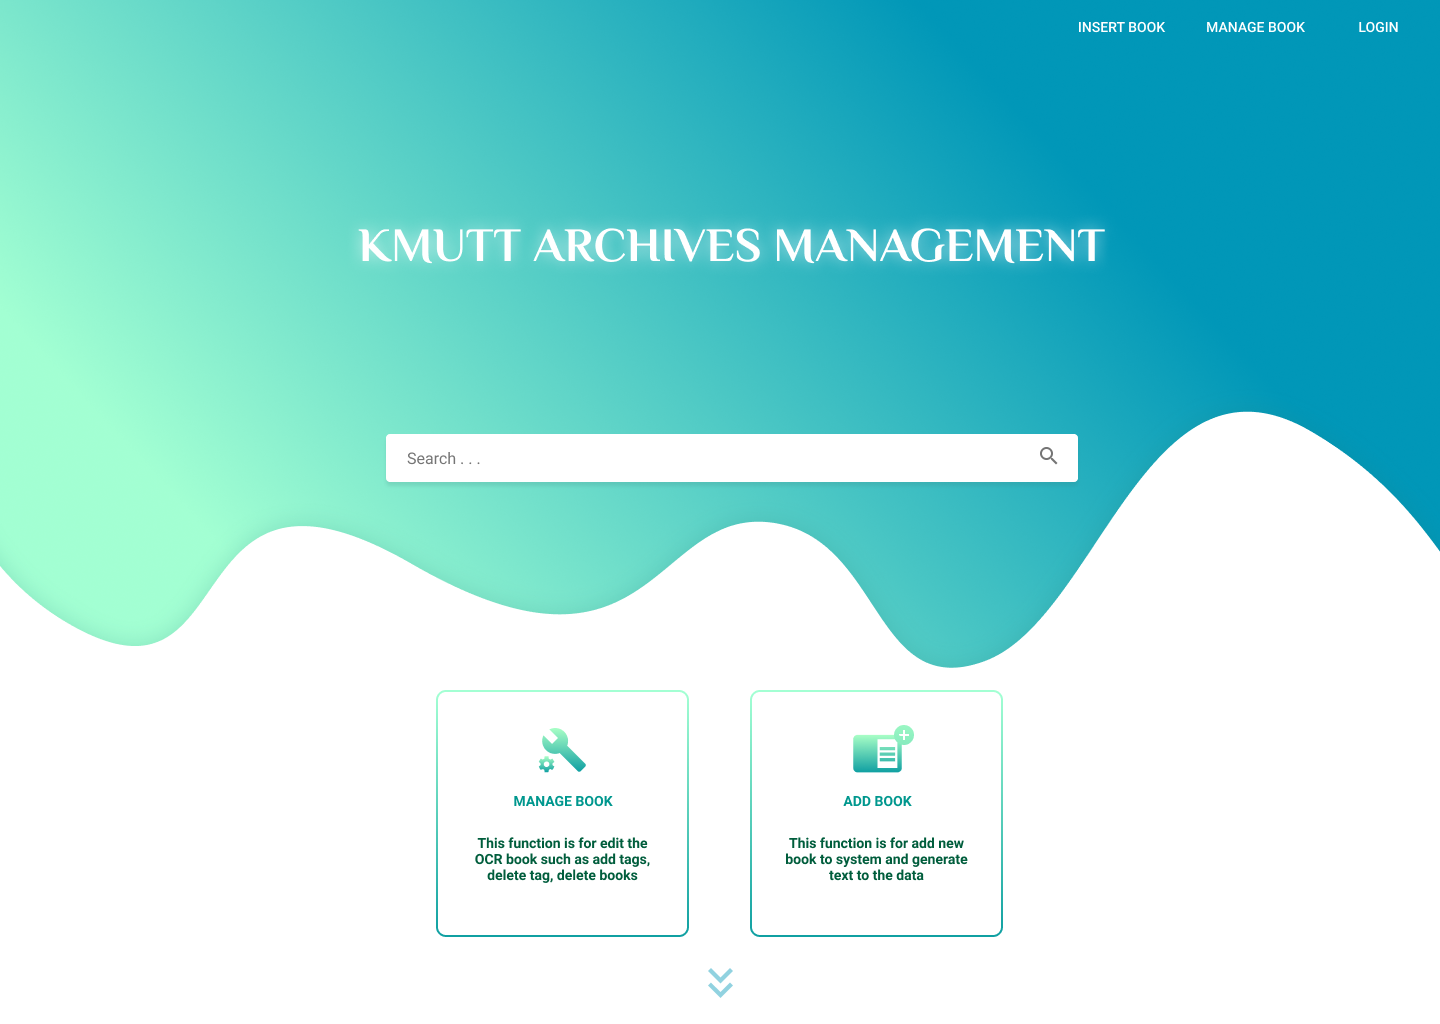 INSERT BOOK
MANAGE BOOK
LOGIN
KMUTT ARCHIVES MANAGEMENT
Search . . .
MANAGE BOOK
This function is for edit the
OCR book such as add tags,
delete tag, delete books
ADD BOOK
This function is for add new
book to system and generate
text to the data